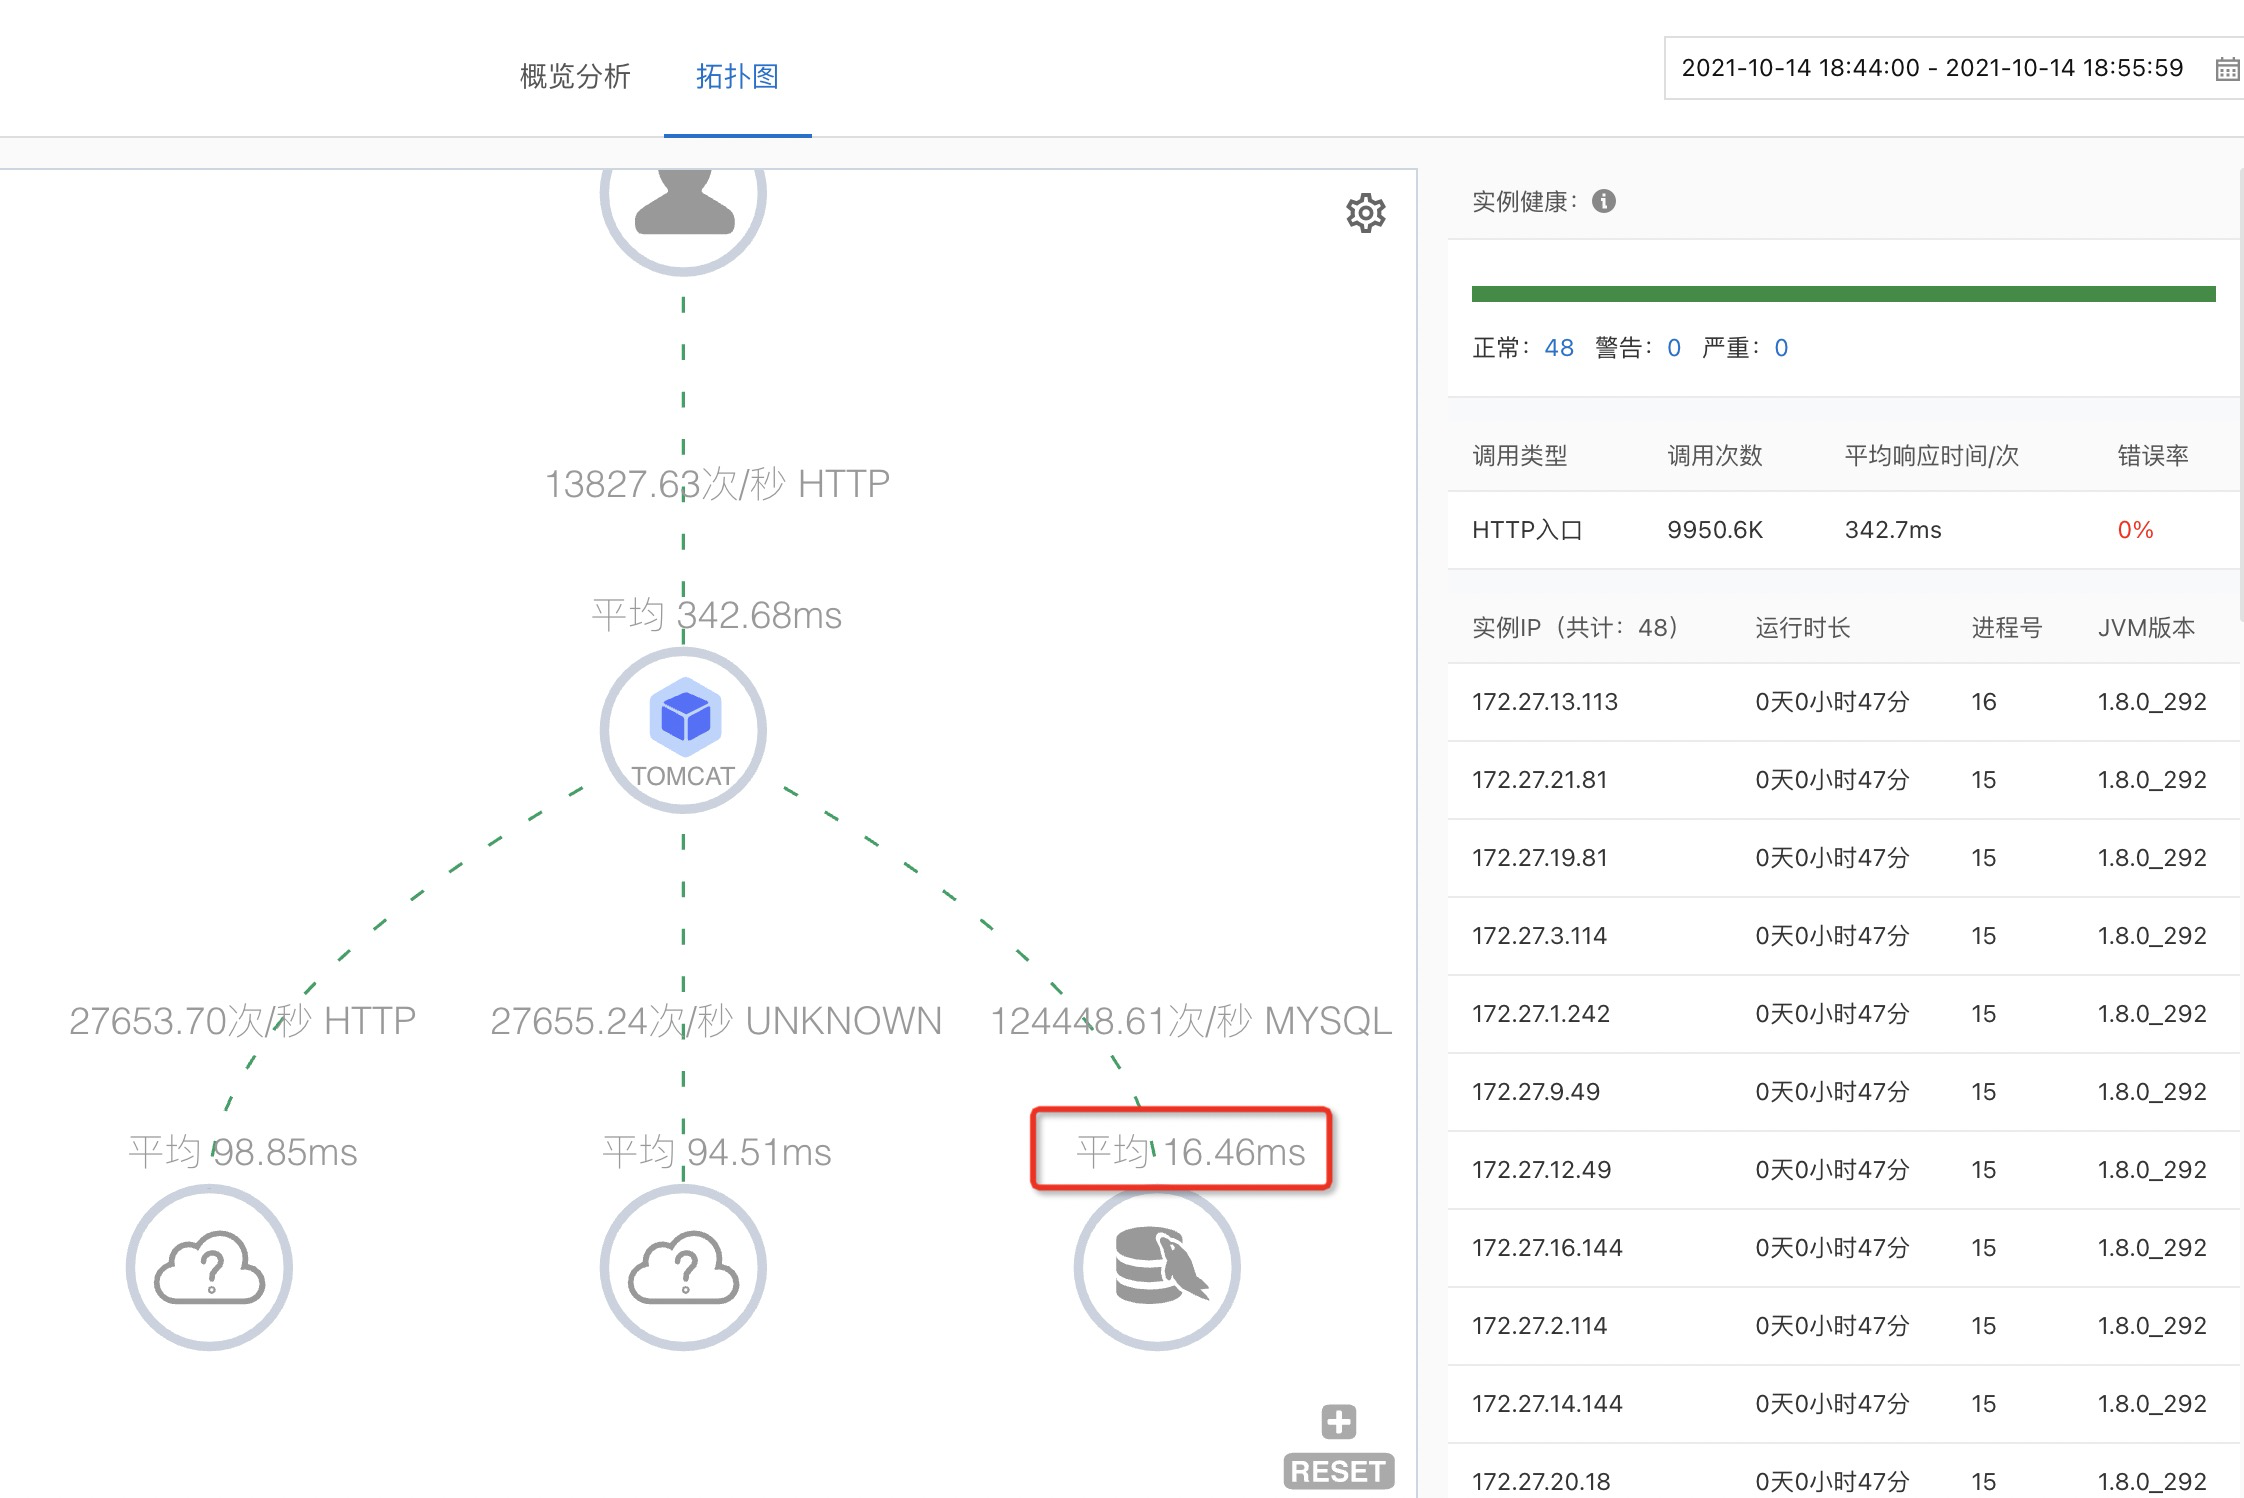 概览分析
拓扑图
2021-10-14 18:44:00 - 2021-10-14 18:55:59
13827.63次/秒 HTTP
平均 342.68ms
TOMCAT
27653.70次/秒 HTTP
27655.24次/秒 UNKNOWN
124448.61次/秒 MYSQL
平均 98.85ms
平均 94.51ms
平均 16.46ms
RESET
实例健康：
正常：48 警告：0 严重：0
调用类型 调用次数 平均响应时间/次 错误率
HTTP入口 9950.6K 342.7ms 0%
实例IP（共计：48） 运行时长 进程号 JVM版本
172.27.13.113 0天0小时47分 16 1.8.0_292
172.27.21.81 0天0小时47分 15 1.8.0_292
172.27.19.81 0天0小时47分 15 1.8.0_292
172.27.3.114 0天0小时47分 15 1.8.0_292
172.27.1.242 0天0小时47分 15 1.8.0_292
172.27.9.49 0天0小时47分 15 1.8.0_292
172.27.12.49 0天0小时47分 15 1.8.0_292
172.27.16.144 0天0小时47分 15 1.8.0_292
172.27.2.114 0天0小时47分 15 1.8.0_292
172.27.14.144 0天0小时47分 15 1.8.0_292
172.27.20.18 0天0小时47分 15 1.8.0_292